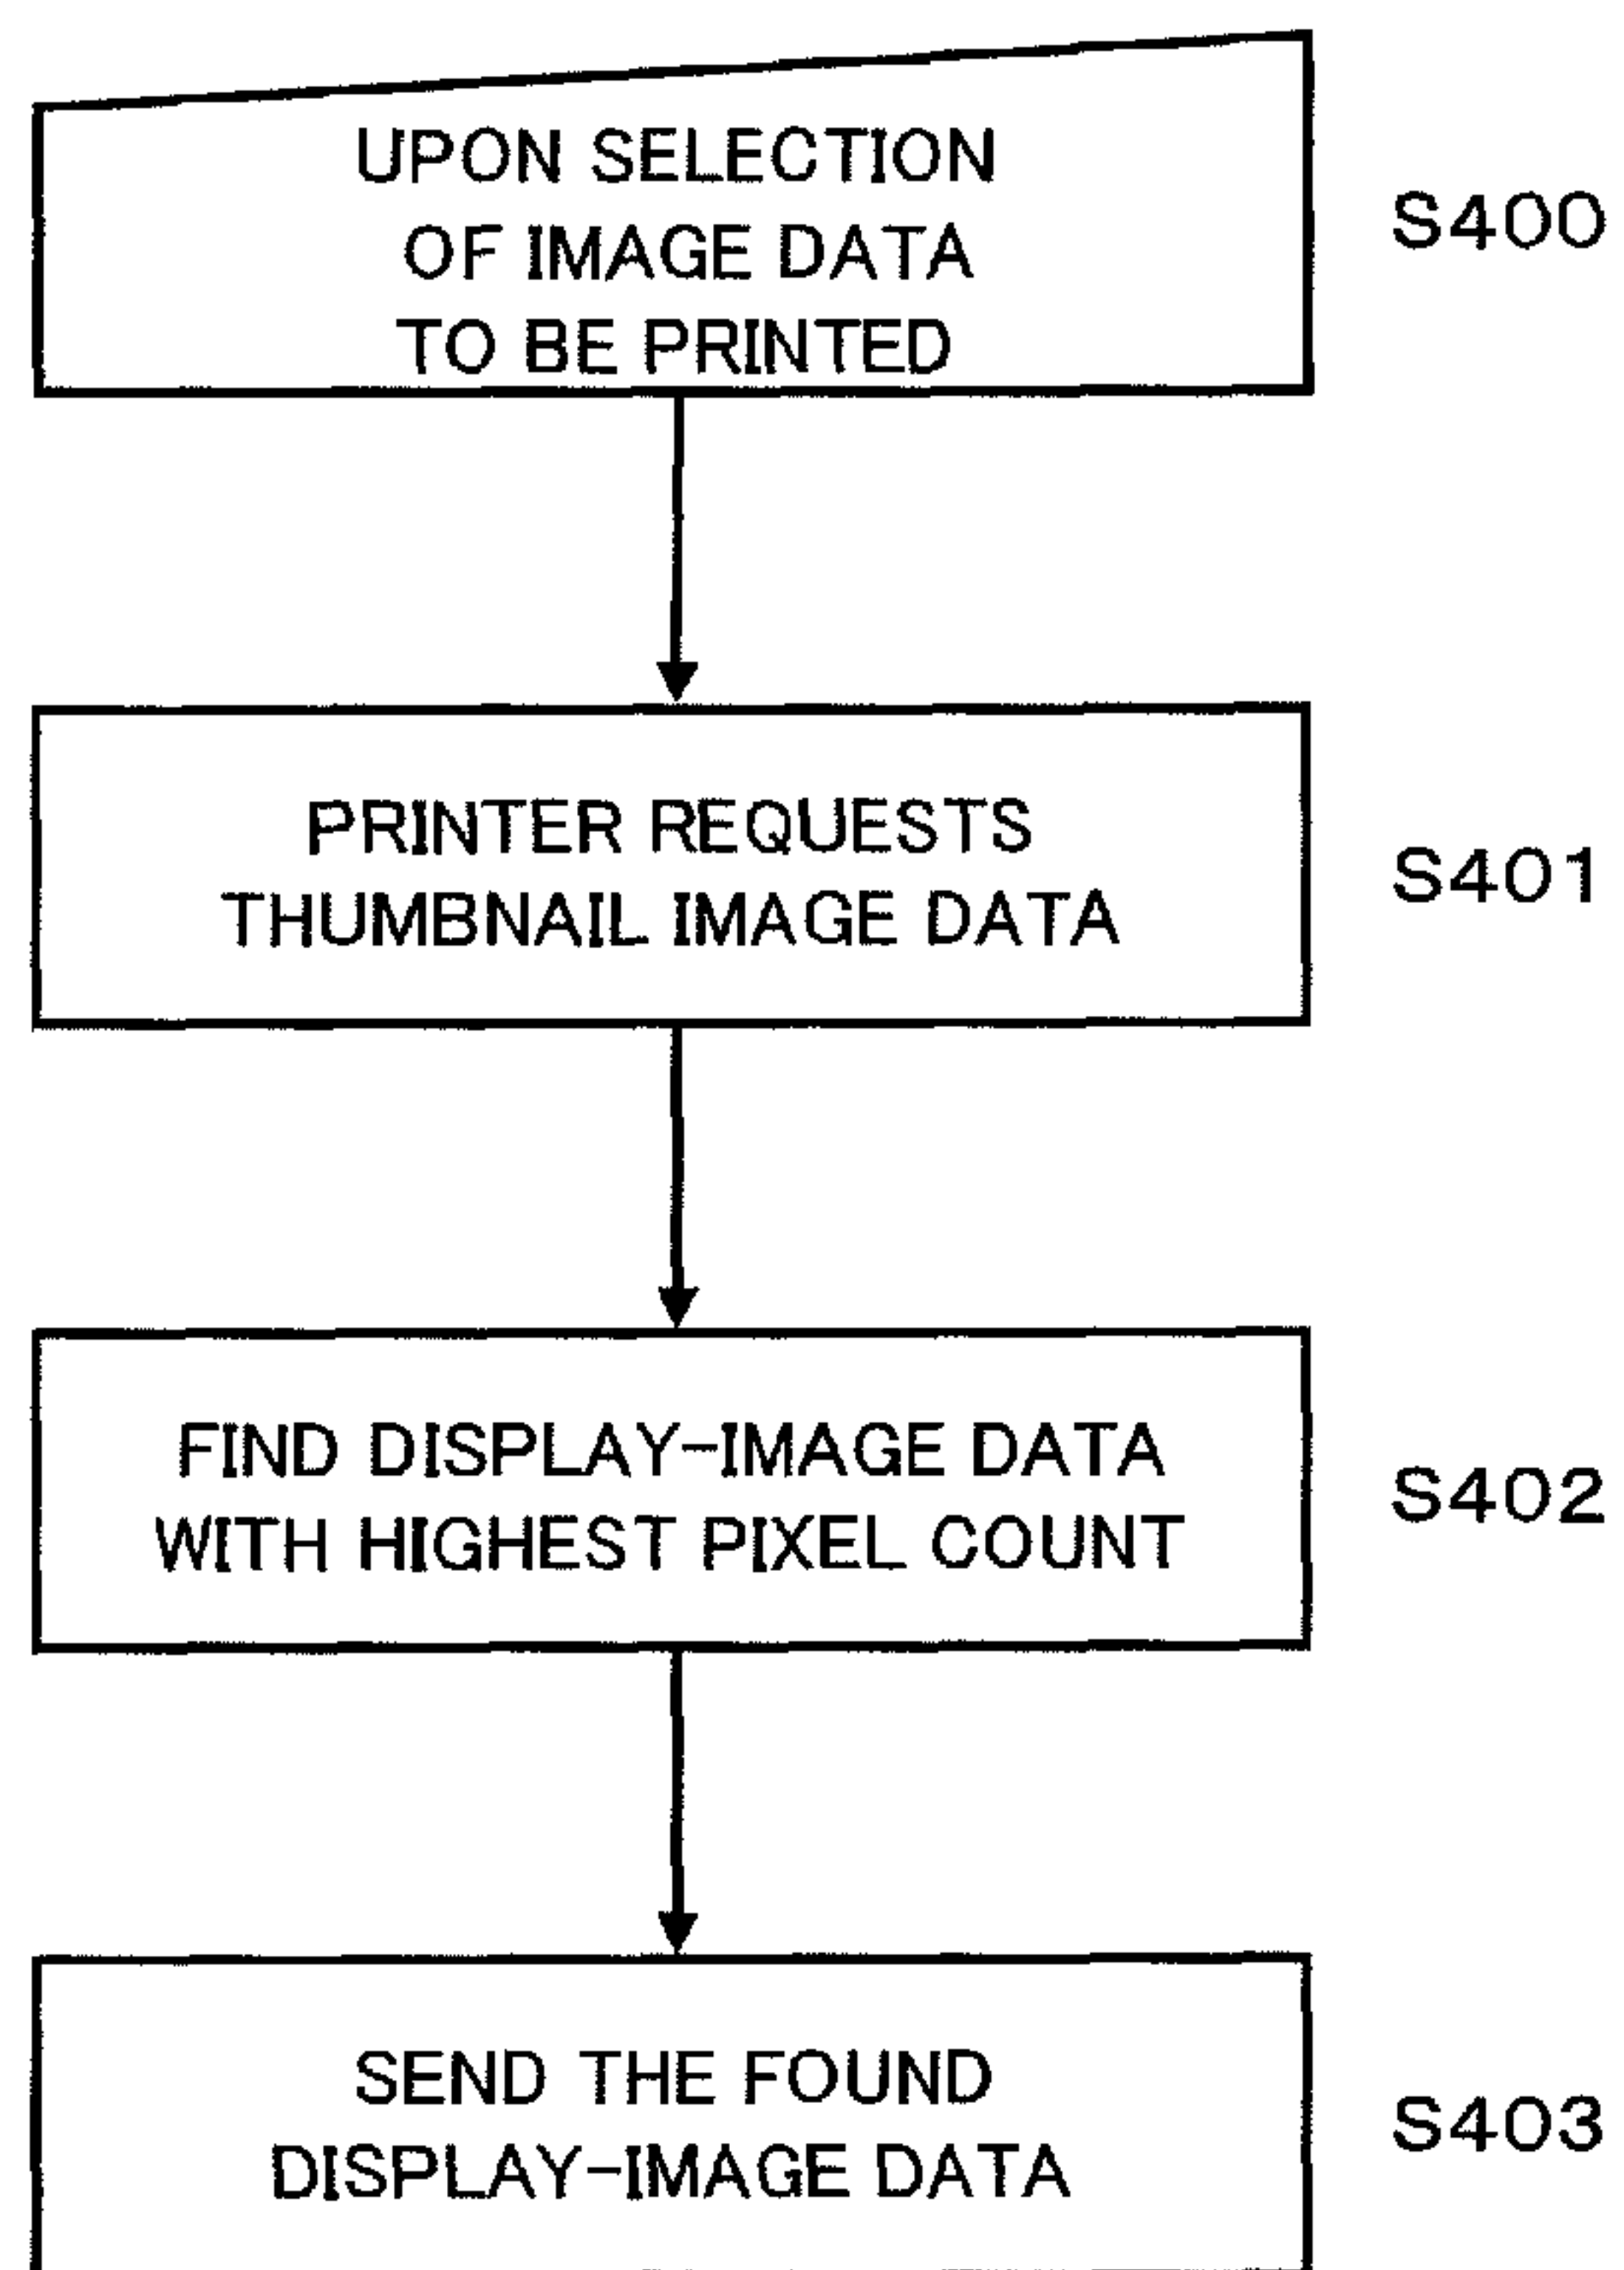 UPON SELECTION
OF IMAGE DATA
TO BE PRINTED
S400
PRINTER REQUESTS
THUMBNAIL IMAGE DATA
S401
FIND DISPLAY-IMAGE DATA
WITH HIGHEST PIXEL COUNT
S402
SEND THE FOUND
DISPLAY-IMAGE DATA
S403